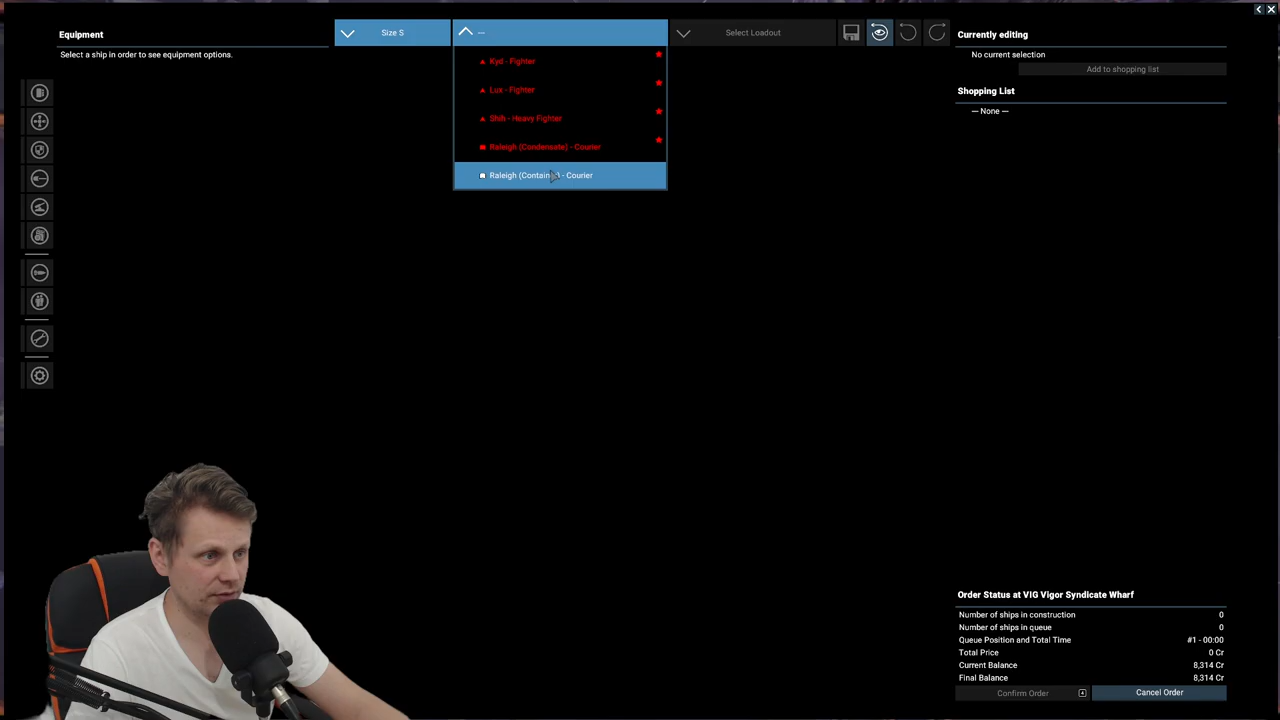 Equipment
Select a ship in order to see equipment options.
Size S
—
Select Loadout
Kyd - Fighter
Lux - Fighter
Shih - Heavy Fighter
Raleigh (Condensate) - Courier
Raleigh (Contain - Courier
Currently editing
No current selection
Add to shopping list
Shopping List
— None —
Order Status at VIG Vigor Syndicate Wharf
Number of ships in construction 0
Number of ships in queue 0
Queue Position and Total Time #1 - 00:00
Total Price 0 Cr
Current Balance 8,314 Cr
Final Balance 8,314 Cr
Confirm Order
Cancel Order